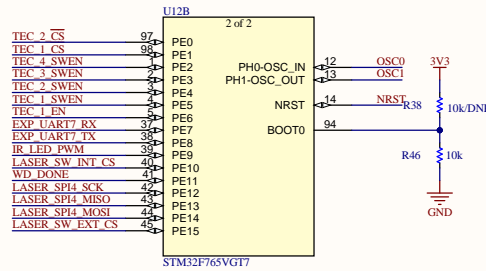 U12B
2 of 2
TEC_2_CS 97 PE0
TEC_1_CS 98 PE1
TEC_4_SWEN 1 PE2
TEC_3_SWEN 2 PE3
TEC_2_SWEN 3 PE4
TEC_1_SWEN 4 PE5
TEC_1_EN 5 PE6
EXP_UART7_RX 37 PE7
EXP_UART7_TX 38 PE8
IR_LED_PWM 39 PE9
LASER_SW_INT_CS 40 PE10
WD_DONE 41 PE11
LASER_SPI4_SCK 42 PE12
LASER_SPI4_MISO 43 PE13
LASER_SPI4_MOSI 44 PE14
LASER_SW_EXT_CS 45 PE15
PH0-OSC_IN 12 OSC0
PH1-OSC_OUT 13 OSC1
NRST 14 NRST
BOOT0 94
3V3
R38 10k/DNI
R46 10k
GND
STM32F765VGT7